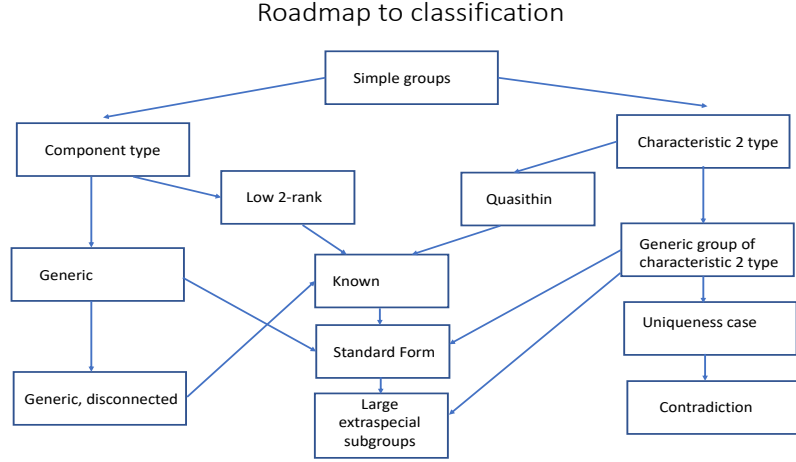 Roadmap to classification
Simple groups
Component type
Characteristic 2 type
Low 2-rank
Quasithin
Generic
Known
Generic group of
characteristic 2 type
Uniqueness case
Standard Form
Generic, disconnected
Large
extraspecial
subgroups
Contradiction